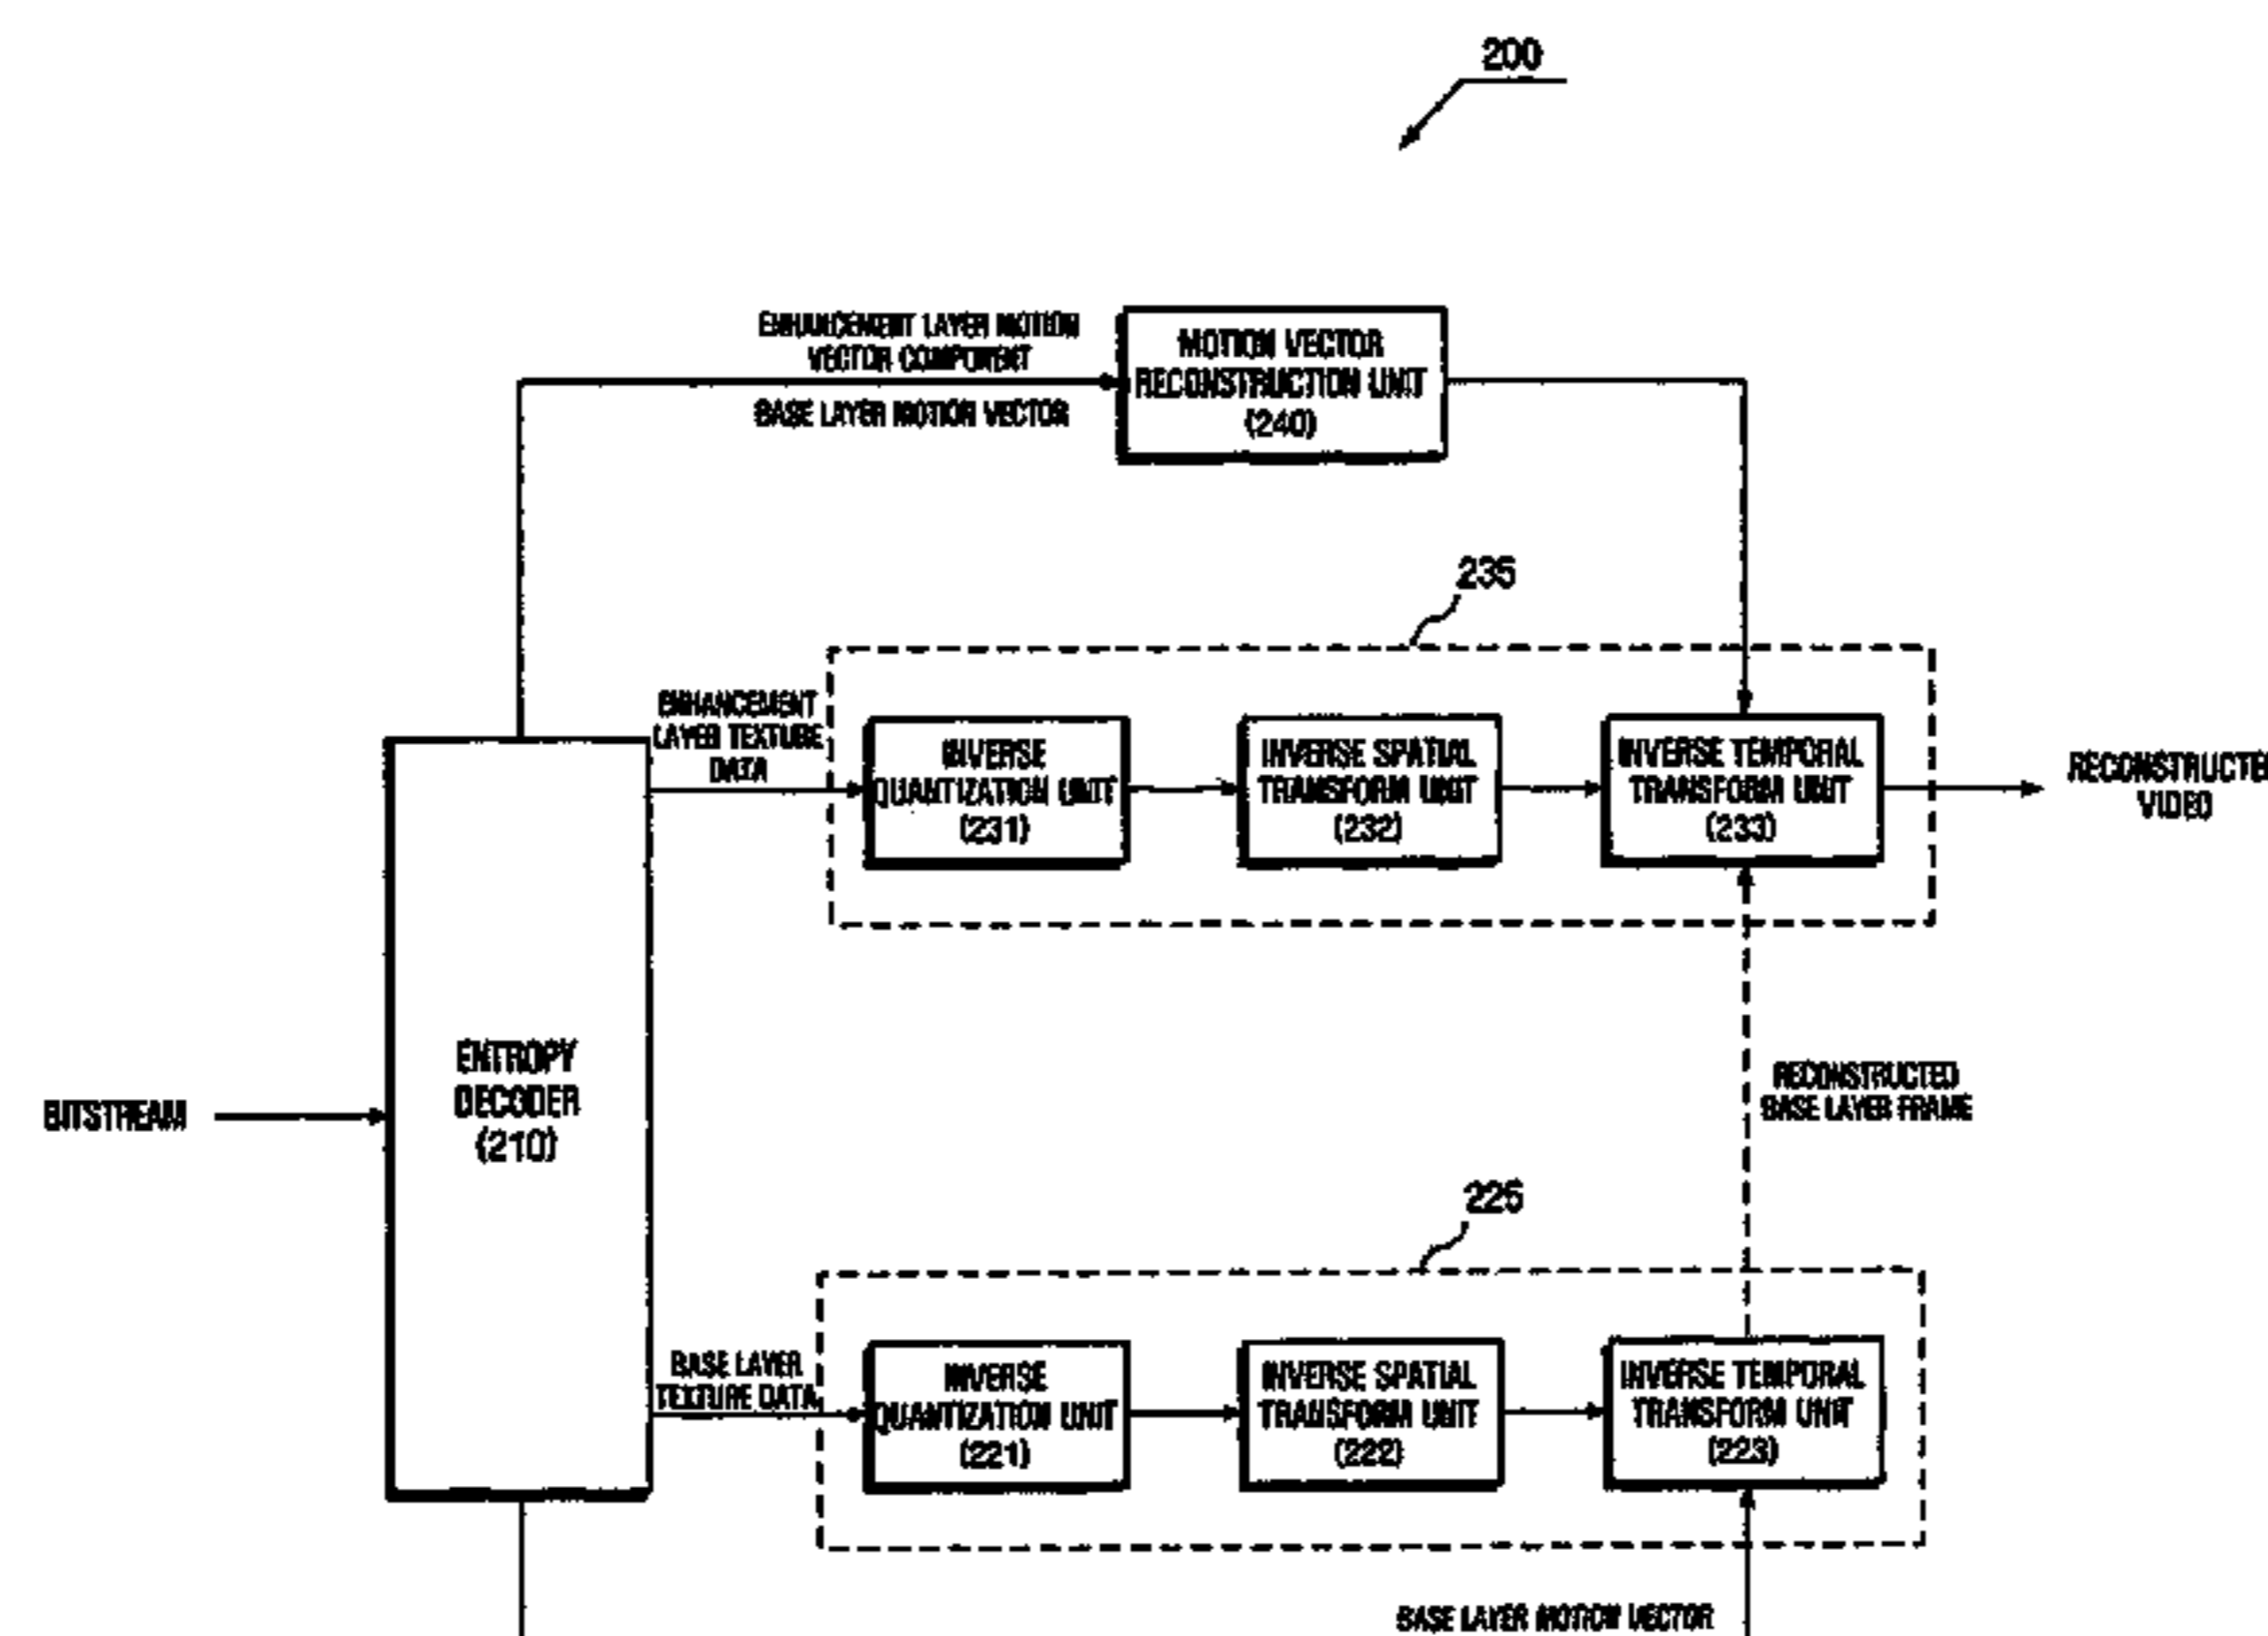 200
ENHANCEMENT LAYER MOTION
VECTOR COMPONENT
BASE LAYER MOTION VECTOR
MOTION VECTOR
RECONSTRUCTION UNIT
(240)
235
ENHANCEMENT
LAYER TEXTURE
DATA
INVERSE
QUANTIZATION UNIT
(231)
INVERSE SPATIAL
TRANSFORM UNIT
(232)
INVERSE TEMPORAL
TRANSFORM UNIT
(233)
RECONSTRUCTE
VIDEO
BITSTREAM
ENTROPY
DECODER
(210)
RECONSTRUCTED
BASE LAYER FRAME
225
BASE LAYER
TEXTURE DATA
INVERSE
QUANTIZATION UNIT
(221)
INVERSE SPATIAL
TRANSFORM UNIT
(222)
INVERSE TEMPORAL
TRANSFORM UNIT
(223)
BASE LAYER MOTION VECTOR